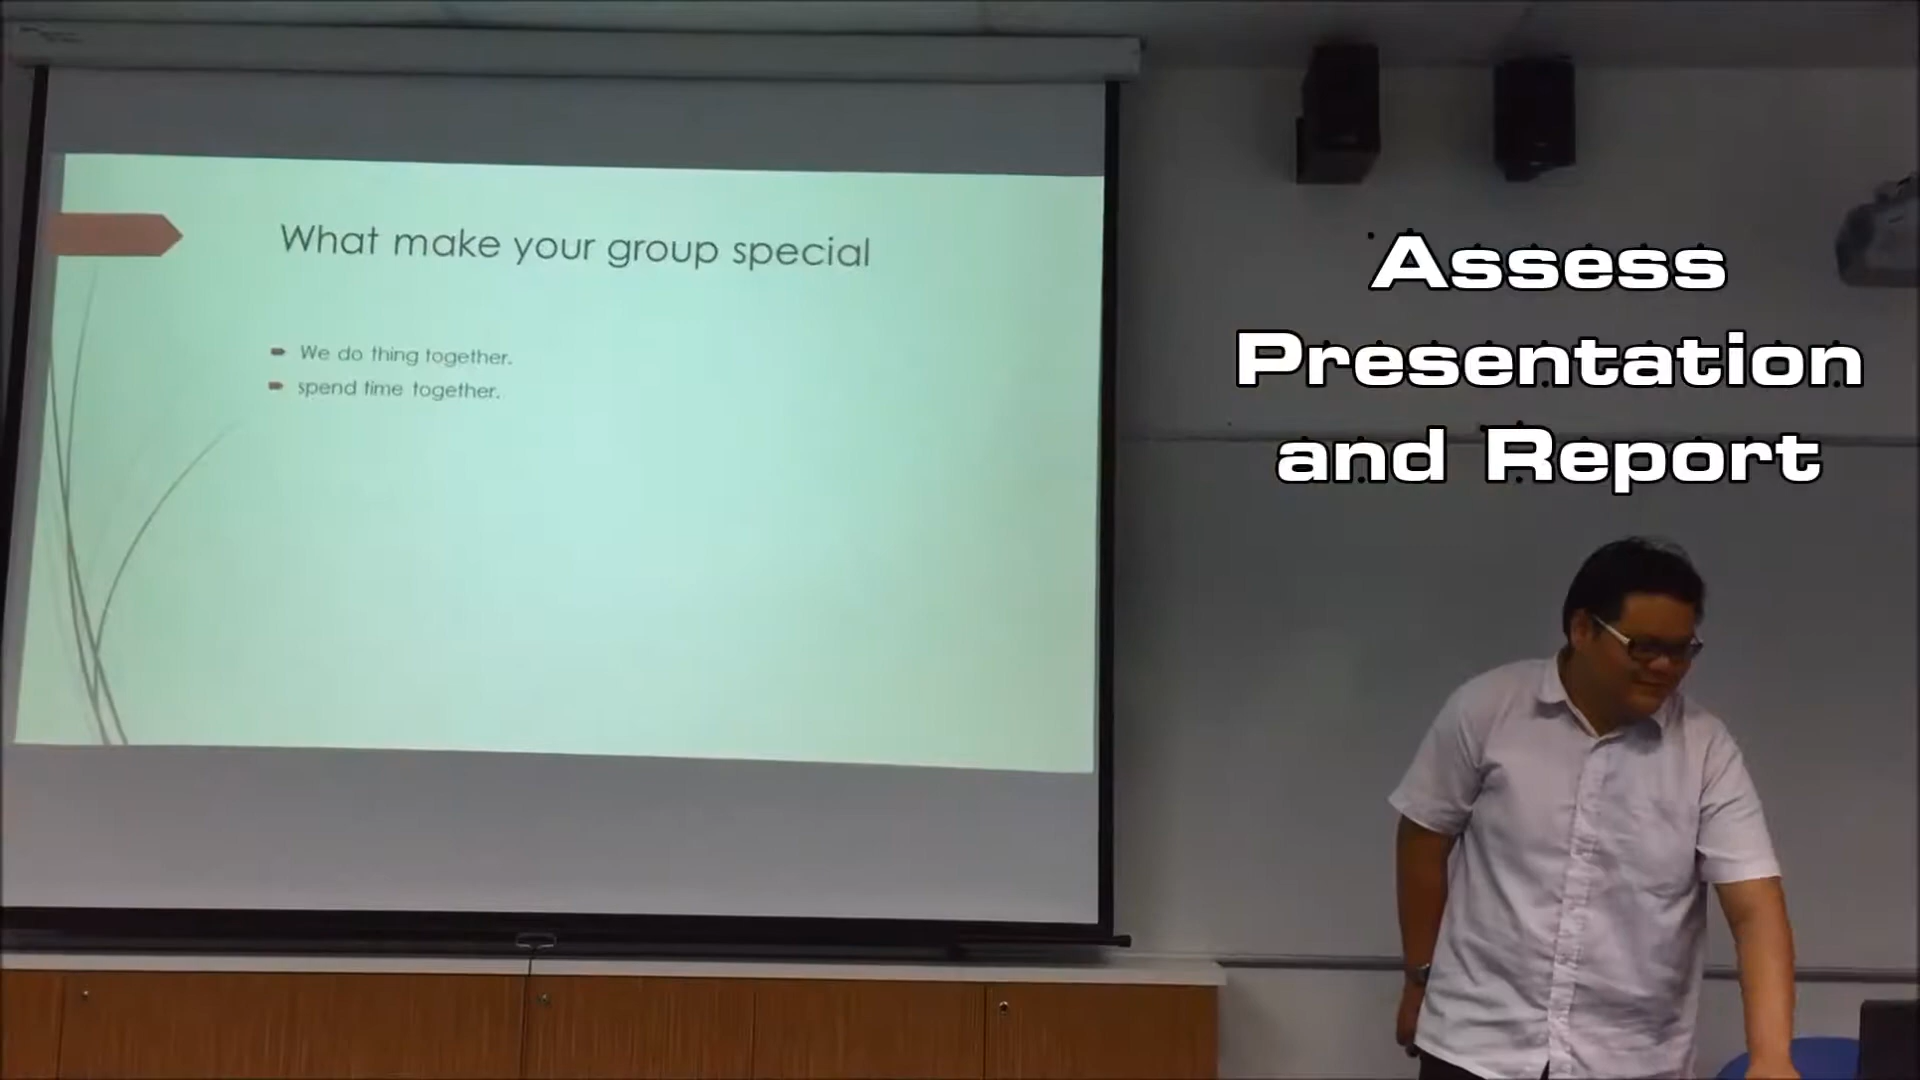 What make your group special
We do thing together.
spend time together.
Assess
Presentation
and Report